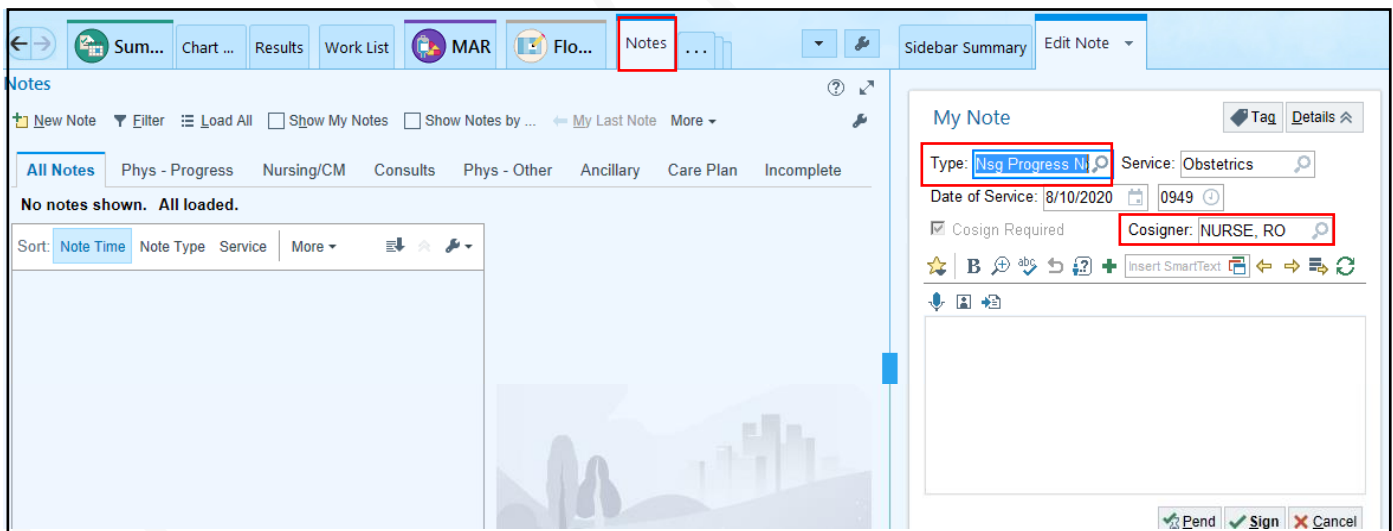 Sum... Chart ... Results Work List MAR Flo... Notes ... Sidebar Summary Edit Note
Notes
New Note Filter Load All Show My Notes Show Notes by ... My Last Note More
All Notes Phys - Progress Nursing/CM Consults Phys - Other Ancillary Care Plan Incomplete
No notes shown. All loaded.
Sort: Note Time Note Type Service More
My Note Tag Details
Type: Nsg Progress Service: Obstetrics
Date of Service: 8/10/2020 0949
Cosign Required Cosigner: NURSE, RO
B abc Insert SmartText
Pend Sign Cancel